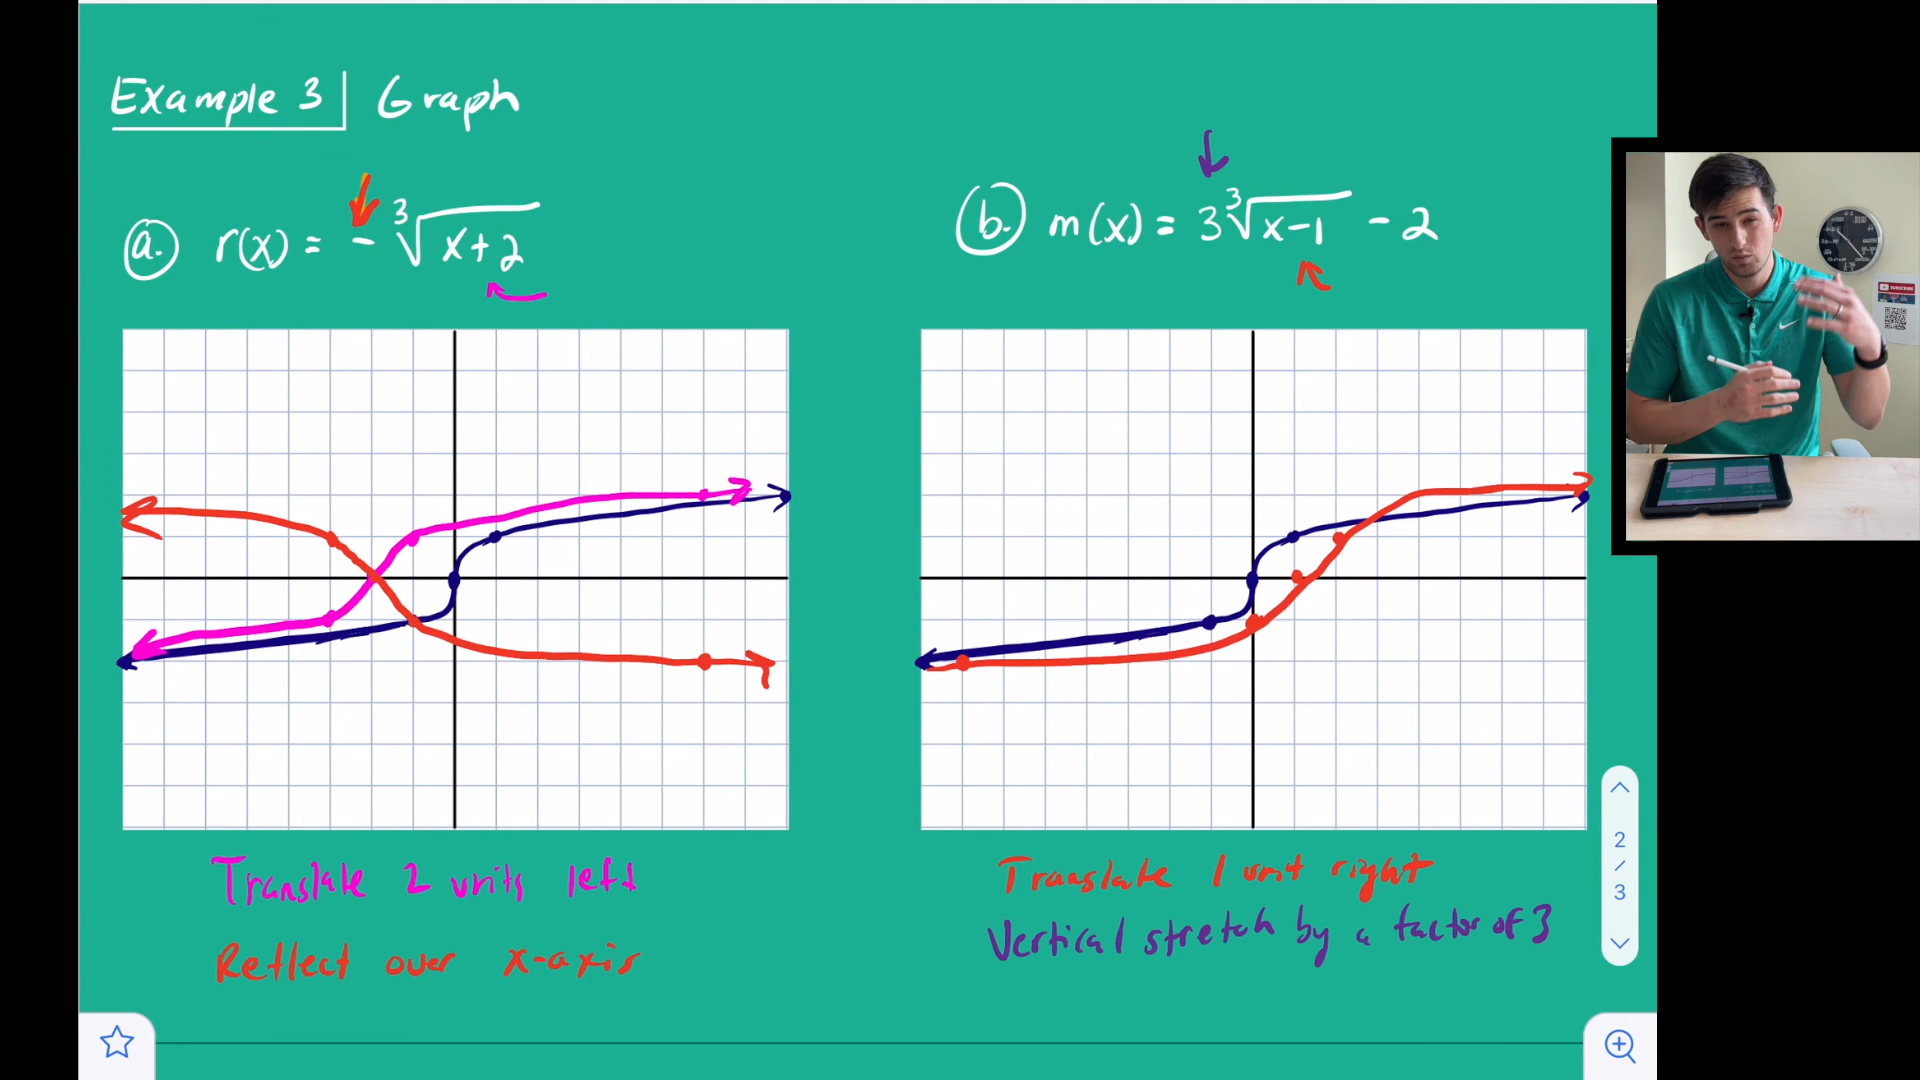 Example 3 | Graph
a. r(x) = - ∛(x+2)
b. m(x) = 3∛(x-1) - 2
Translate 2 units left
Reflect over x-axis
Translate 1 unit right
Vertical stretch by a factor of 3
SUBSCRIBE
2
/
3